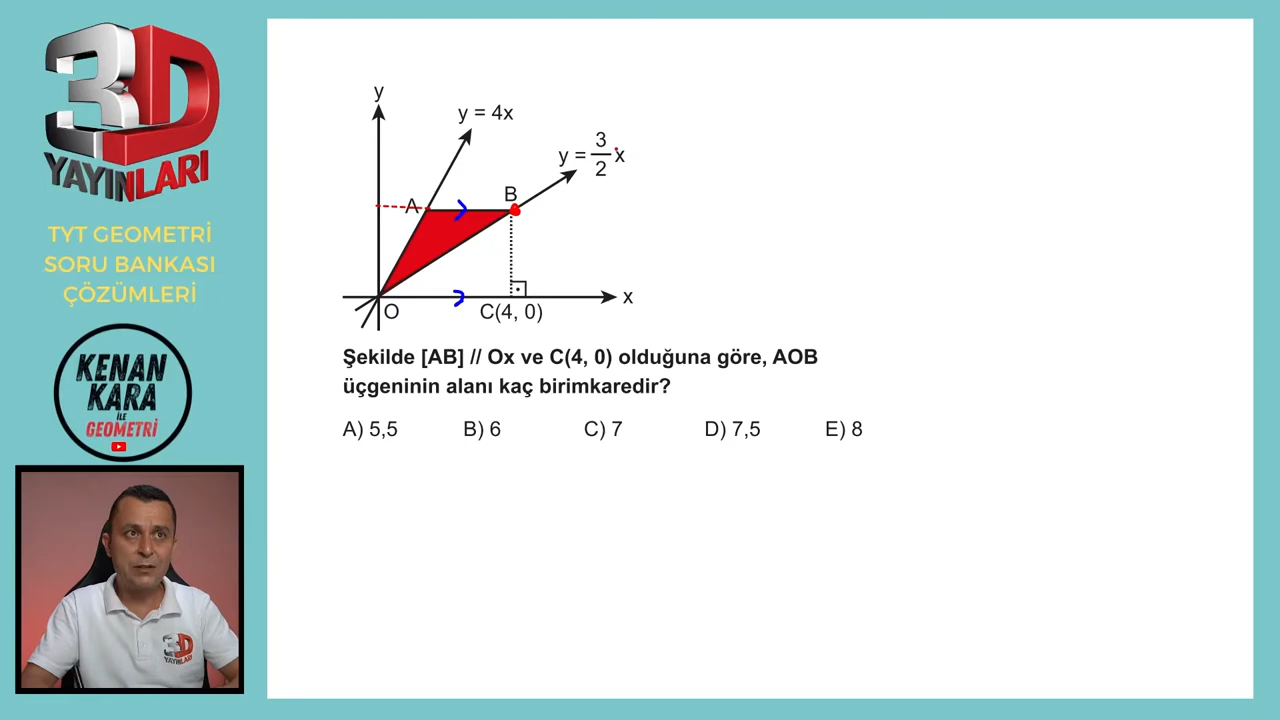 3D
YAYINLARI
TYT GEOMETRİ
SORU BANKASI
ÇÖZÜMLERİ
KENAN
KARA
İLE
GEOMETRİ
3D
YAYINLARI
y
y = 4x
y = 3/2 x
A
B
O
C(4, 0)
x
Şekilde [AB] // Ox ve C(4, 0) olduğuna göre, AOB
üçgeninin alanı kaç birimkaredir?
A) 5,5 B) 6 C) 7 D) 7,5 E) 8